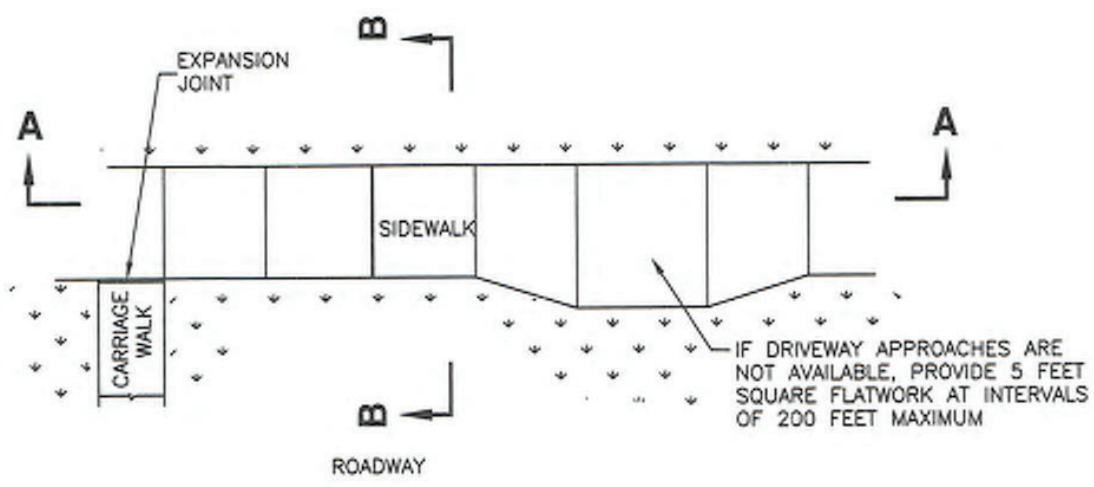 B
EXPANSION
JOINT
A
A
SIDEWALK
CARRIAGE
WALK
IF DRIVEWAY APPROACHES ARE
NOT AVAILABLE, PROVIDE 5 FEET
SQUARE FLATWORK AT INTERVALS
OF 200 FEET MAXIMUM
B
ROADWAY